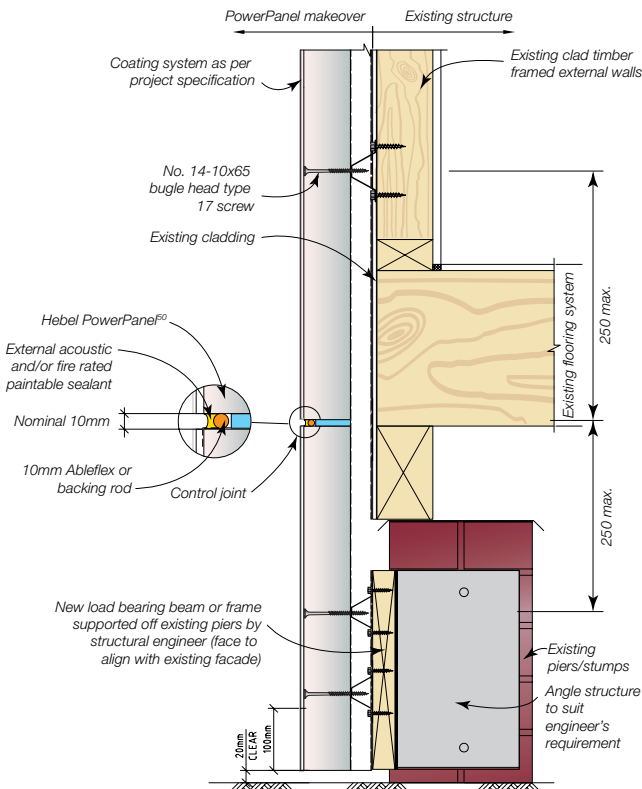 PowerPanel makeover
Existing structure
Coating system as per
project specification
Existing clad timber
framed external walls
No. 14-10x65
bugle head type
17 screw
Existing cladding
250 max.
Existing flooring system
Hebel PowerPanel50
External acoustic
and/or fire rated
paintable sealant
Nominal 10mm
10mm Ableflex or
backing rod
Control joint
250 max.
New load bearing beam or frame
supported off existing piers by
structural engineer (face to
align with existing facade)
Existing
piers/stumps
Angle structure
to suit
engineer's
requirement
20mm
CLEAR
100mm